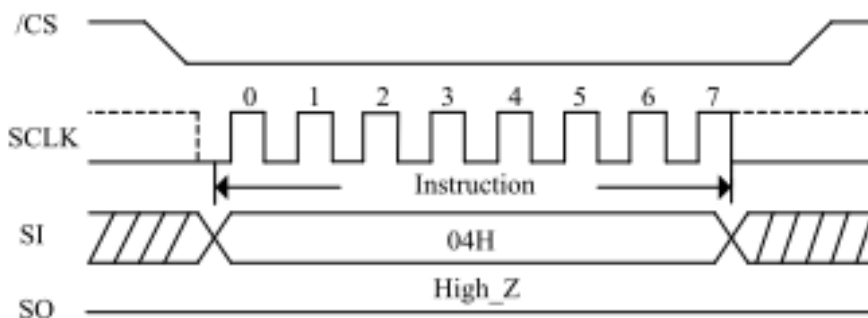 /CS
0 1 2 3 4 5 6 7
SCLK
Instruction
SI
04H
High_Z
SO